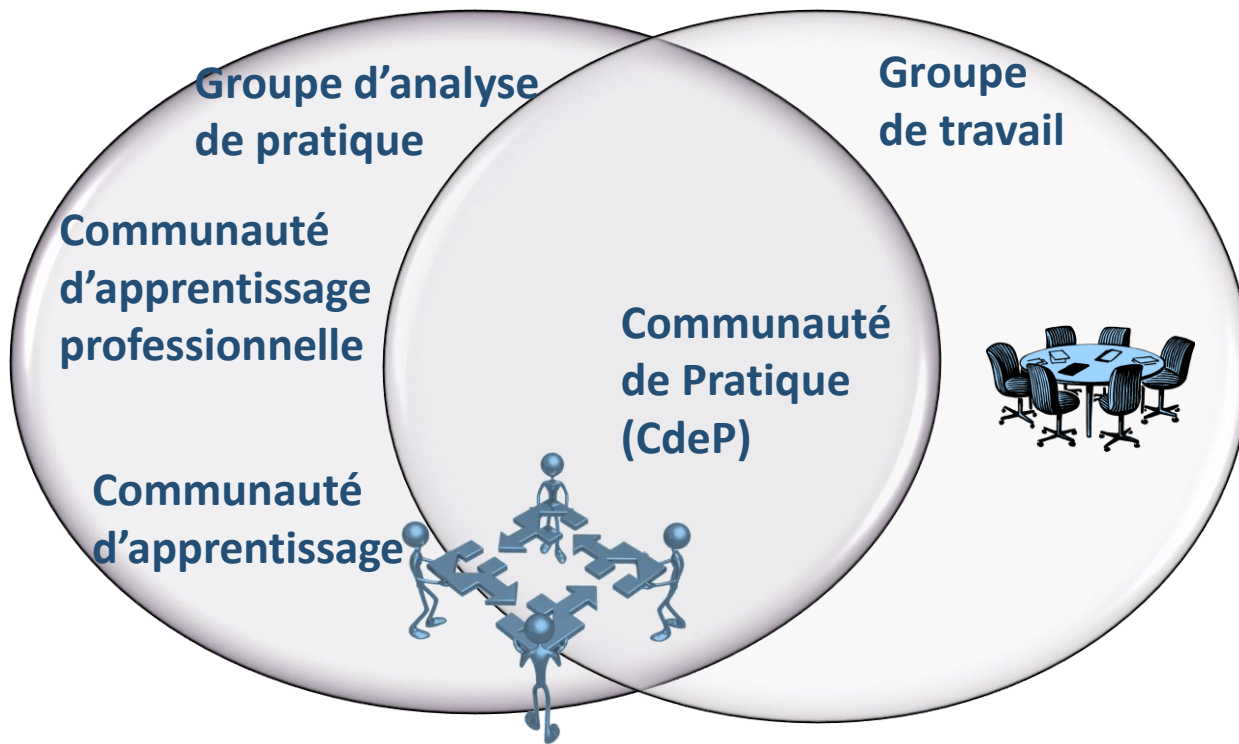 Groupe d’analyse
de pratique
Groupe
de travail
Communauté
d’apprentissage
professionnelle
Communauté
de Pratique
(CdeP)
Communauté
d’apprentissage